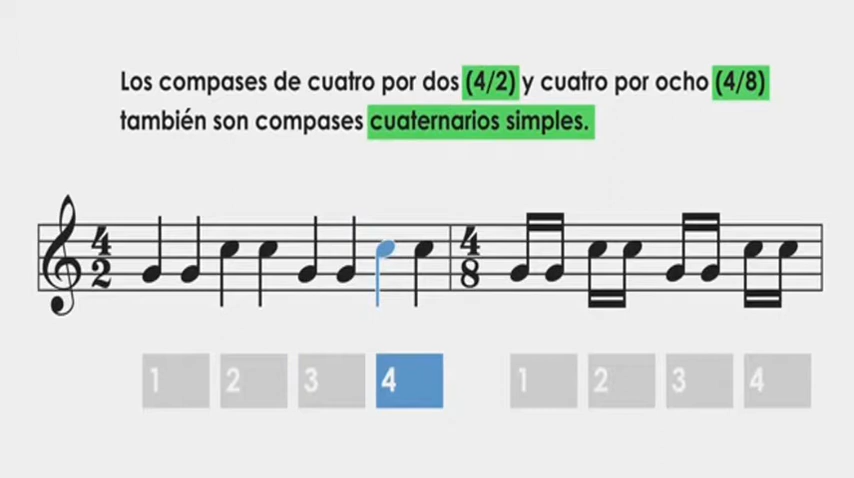 Los compases de cuatro por dos (4/2) y cuatro por ocho (4/8)
también son compases cuaternarios simples.
4 4
2 8
1 2 3 4 1 2 3 4